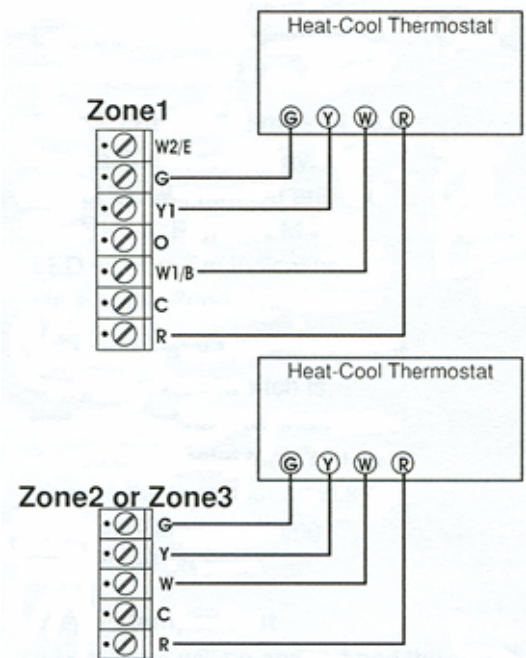 Heat-Cool Thermostat
G Y W R
Zone1
W2/E
G
Y1
O
W1/B
C
R
Heat-Cool Thermostat
G Y W R
Zone2 or Zone3
G
Y
W
C
R